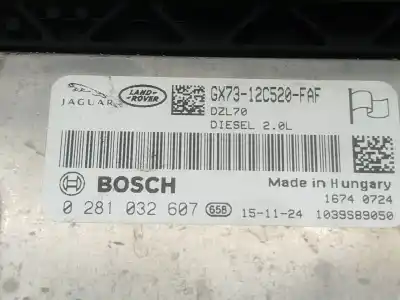 JAGUAR
LAND-
ROVER
GX73-12C520-FAF
DZL70
DIESEL 2.0L
BOSCH
Made in Hungary
1674 0724
0 281 032 607 65B 15-11-24 1039S89050